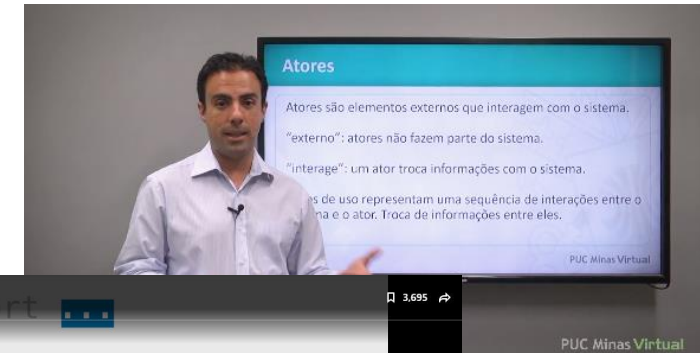 Atores
Atores são elementos externos que interagem com o sistema.
"externo": atores não fazem parte do sistema.
"interage": um ator troca informações com o sistema.
de uso representam uma sequência de interações entre o
e o ator. Troca de informações entre eles.
PUC Minas Virtual
rt ...
3,695
PUC Minas Virtual